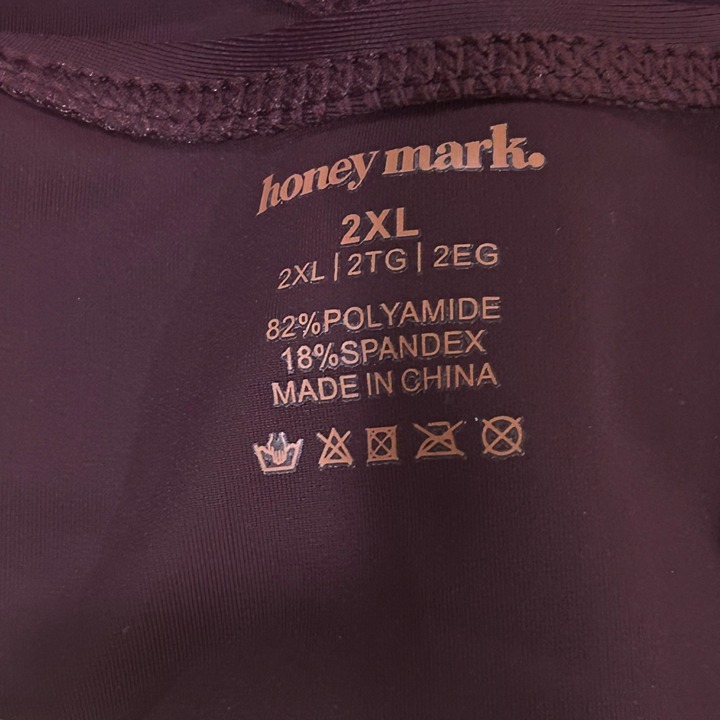 honey mark.
2XL
2XL | 2TG | 2EG
82%POLYAMIDE
18%SPANDEX
MADE IN CHINA